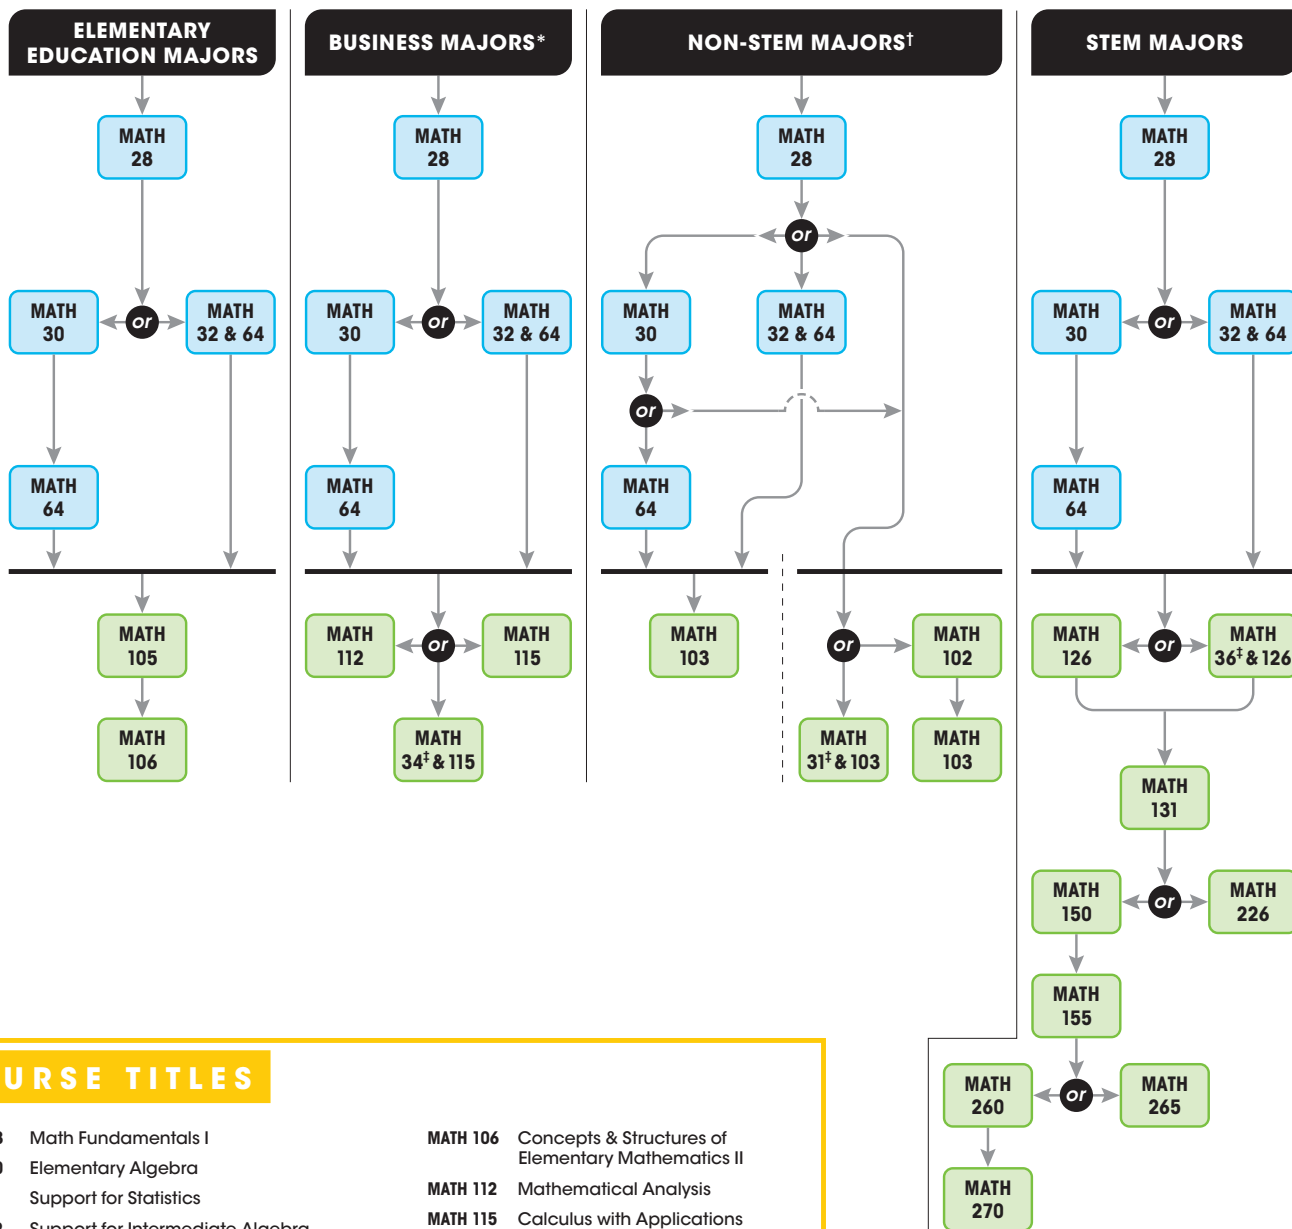 ELEMENTARY
EDUCATION MAJORS
MATH
28
MATH
30
or
MATH
32 & 64
MATH
64
MATH
105
MATH
106
BUSINESS MAJORS*
MATH
28
MATH
30
or
MATH
32 & 64
MATH
64
MATH
112
or
MATH
115
MATH
34‡ & 115
NON-STEM MAJORS†
MATH
28
or
MATH
30
MATH
32 & 64
or
MATH
64
MATH
103
or
MATH
102
MATH
31‡ & 103
MATH
103
STEM MAJORS
MATH
28
MATH
30
or
MATH
32 & 64
MATH
64
MATH
126
or
MATH
36‡ & 126
MATH
131
MATH
150
or
MATH
226
MATH
155
MATH
260
or
MATH
265
MATH
270
URSE TITLES
Math Fundamentals I
Elementary Algebra
Support for Statistics
Support for Intermediate Algebra
MATH 106 Concepts & Structures of
Elementary Mathematics II
MATH 112 Mathematical Analysis
MATH 115 Calculus with Applications